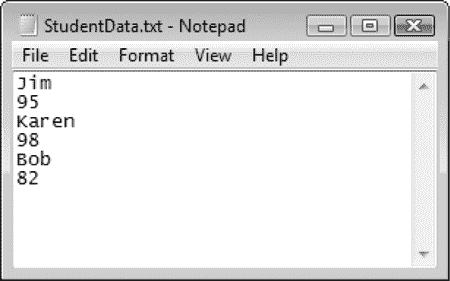 StudentData.txt - Notepad
File Edit Format View Help
Jim
95
Karen
98
Bob
82